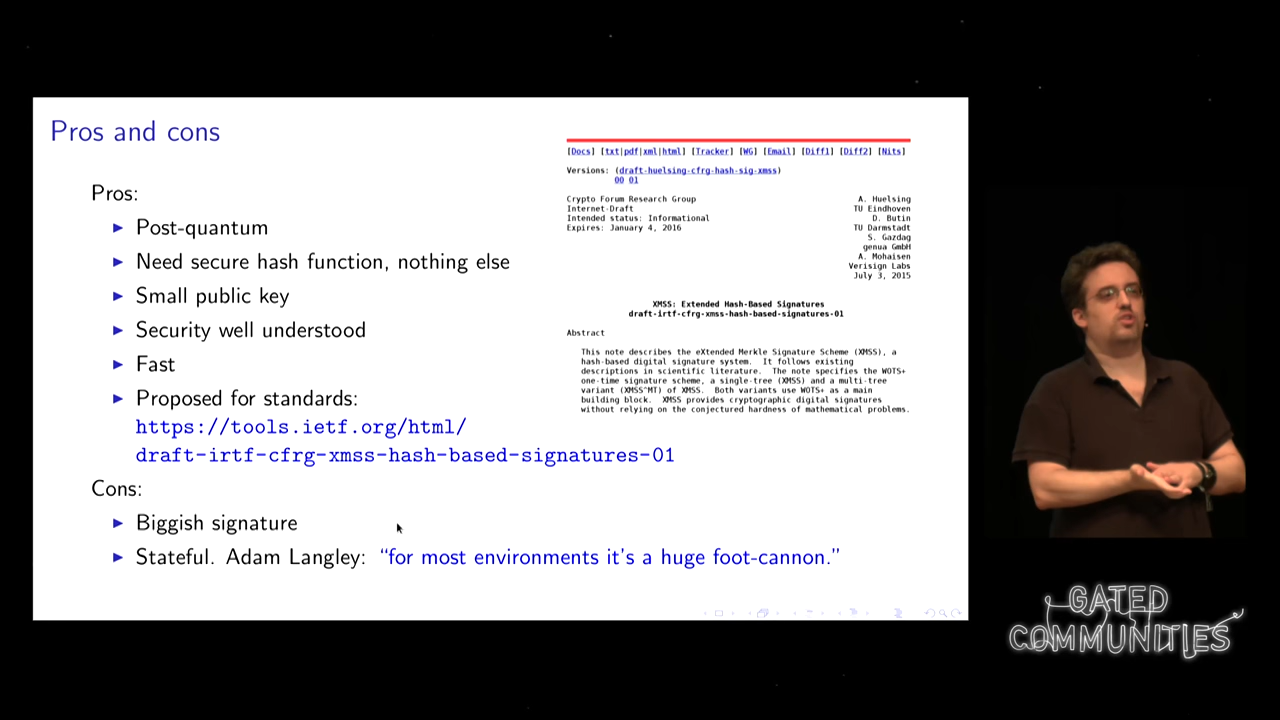 Pros and cons
Pros:
Post-quantum
Need secure hash function, nothing else
Small public key
Security well understood
Fast
Proposed for standards:
https://tools.ietf.org/html/
draft-irtf-cfrg-xmss-hash-based-signatures-01
Cons:
Biggish signature
Stateful. Adam Langley: “for most environments it's a huge foot-cannon.”
[Docs] [txt|pdf|xml|html] [Tracker] [WG] [Email] [Diff1] [Diff2] [Nits]
Versions: (draft-huelsing-cfrg-hash-sig-xmss)
00 01
Crypto Forum Research Group A. Huelsing
Internet-Draft TU Eindhoven
Intended status: Informational D. Butin
Expires: January 4, 2016 TU Darmstadt
S. Gazdag
genua GmbH
A. Mohaisen
Verisign Labs
July 3, 2015
XMSS: Extended Hash-Based Signatures
draft-irtf-cfrg-xmss-hash-based-signatures-01
Abstract
This note describes the eXtended Merkle Signature Scheme (XMSS), a
hash-based digital signature system. It follows existing
descriptions in scientific literature. The note specifies the WOTS+
one-time signature scheme, a single-tree (XMSS) and a multi-tree
variant (XMSS^MT) of XMSS. Both variants use WOTS+ as a main
building block. XMSS provides cryptographic digital signatures
without relying on the conjectured hardness of mathematical problems.
GATED
COMMUNITIES